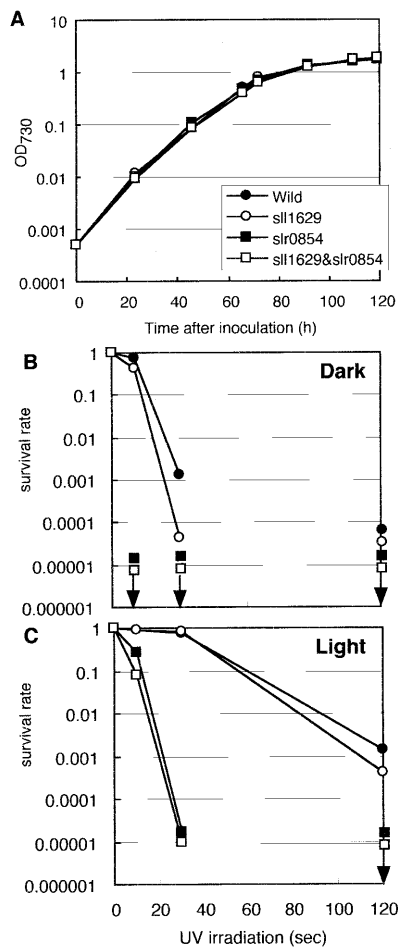 A
10
1
0.1
0.01
0.001
0.0001
OD730
Wild
sll1629
slr0854
sll1629&slr0854
0 20 40 60 80 100 120
Time after inoculation (h)
B
Dark
1
0.1
0.01
0.001
0.0001
0.00001
0.000001
survival rate
C
Light
1
0.1
0.01
0.001
0.0001
0.00001
0.000001
survival rate
0 20 40 60 80 100 120
UV irradiation (sec)